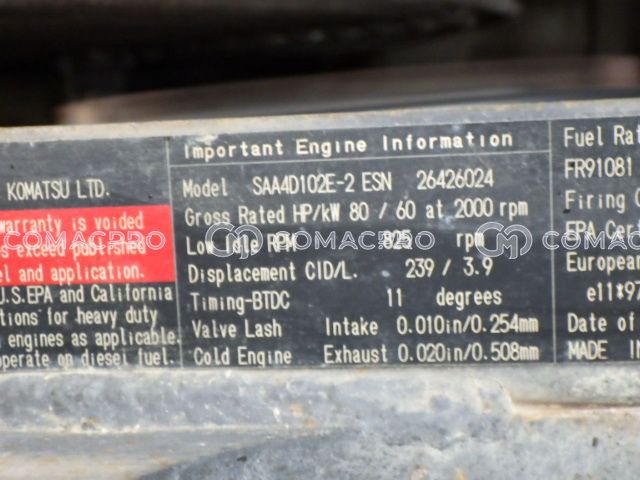 KOMATSU LTD.
warranty is voided
exceed published
el and application.
U.S.EPA and California
tions for heavy duty
engines as applicable.
operate on diesel fuel.
Important Engine Information
Model SAA4D102E-2 ESN 26426024
Gross Rated HP/kW 80 / 60 at 2000 rpm
Low Idle RPM 825 rpm
Displacement CID/L. 239 / 3.9
Timing-BTDC 11 degrees
Valve Lash Intake 0.010in/0.254mm
Cold Engine Exhaust 0.020in/0.508mm
Fuel Rat
FR91081
Firing
EPA Cert
European
e11*97
Date of
MADE IN
COMACPRO COMACPRO COMACPRO